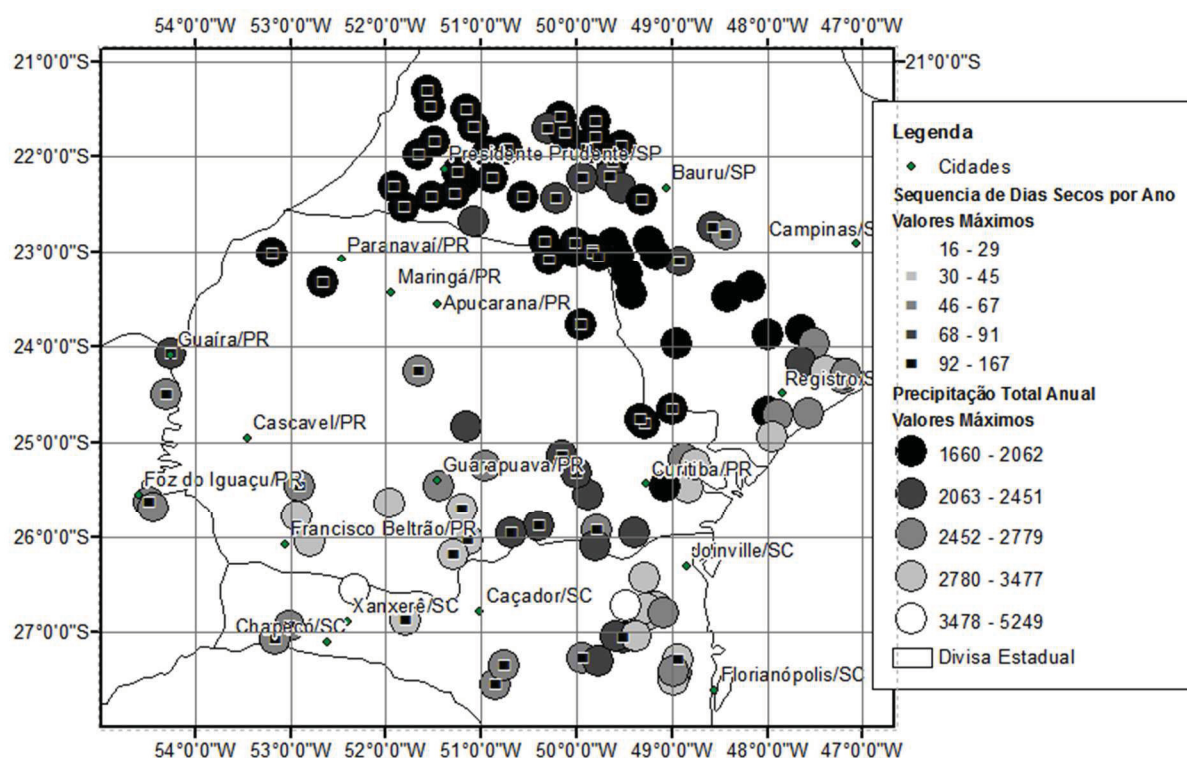 54°0'0"W 53°0'0"W 52°0'0"W 51°0'0"W 50°0'0"W 49°0'0"W 48°0'0"W 47°0'0"W
21°0'0"S
21°0'0"S
22°0'0"S
23°0'0"S
24°0'0"S
25°0'0"S
26°0'0"S
27°0'0"S
Presidente Prudente/SP
Bauru/SP
Campinas/S
Paranavaí/PR
Maringá/PR
Apucarana/PR
Guaíra/PR
Registro/S
Cascavel/PR
Guarapuava/PR
Curitiba/PR
Foz do Iguaçu/PR
Francisco Beltrão/PR
Joinville/SC
Caçador/SC
Xanxerê/SC
Chapecó/SC
Florianópolis/SC
Legenda
Cidades
Sequencia de Dias Secos por Ano
Valores Máximos
16 - 29
30 - 45
46 - 67
68 - 91
92 - 167
Precipitação Total Anual
Valores Máximos
1660 - 2062
2063 - 2451
2452 - 2779
2780 - 3477
3478 - 5249
Divisa Estadual
54°0'0"W 53°0'0"W 52°0'0"W 51°0'0"W 50°0'0"W 49°0'0"W 48°0'0"W 47°0'0"W